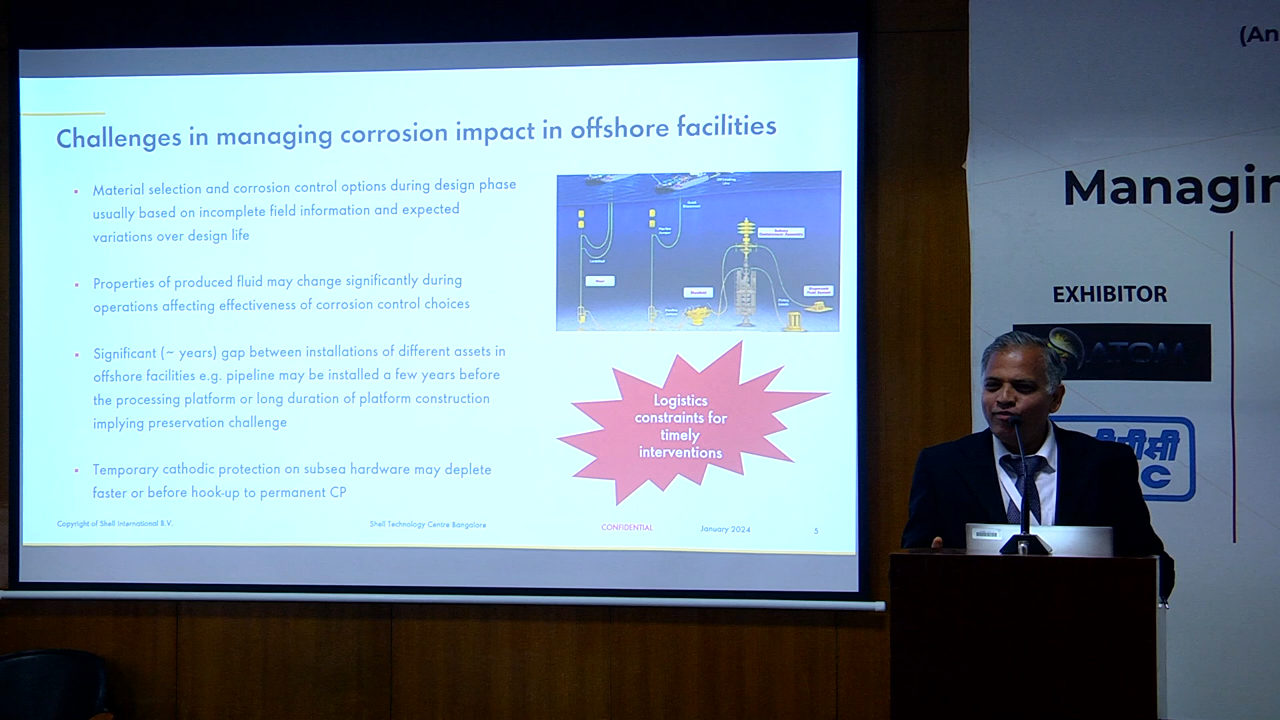 Challenges in managing corrosion impact in offshore facilities
Material selection and corrosion control options during design phase
usually based on incomplete field information and expected
variations over design life
Properties of produced fluid may change significantly during
operations affecting effectiveness of corrosion control choices
Significant (~ years) gap between installations of different assets in
offshore facilities e.g. pipeline may be installed a few years before
the processing platform or long duration of platform construction
implying preservation challenge
Temporary cathodic protection on subsea hardware may deplete
faster or before hook-up to permanent CP
Manifold
Logistics
constraints for
timely
interventions
Copyright of Shell International B.V.
Shell Technology Centre Bangalore
CONFIDENTIAL
January 2024
5
(An
Managin
EXHIBITOR
ATOM
C